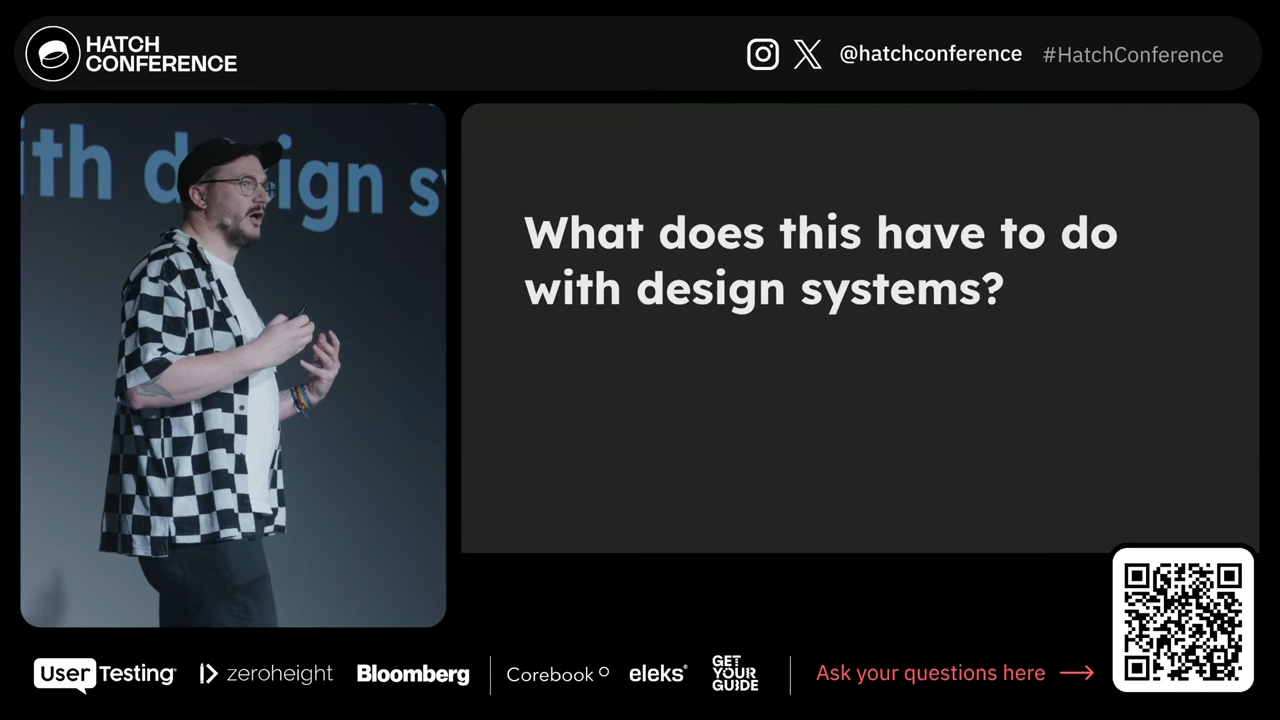 HATCH
CONFERENCE
@hatchconference #HatchConference
ith design sy
What does this have to do
with design systems?
UserTesting
zeroheight
Bloomberg
Corebook
eleks
GET
YOUR
GUIDE
Ask your questions here